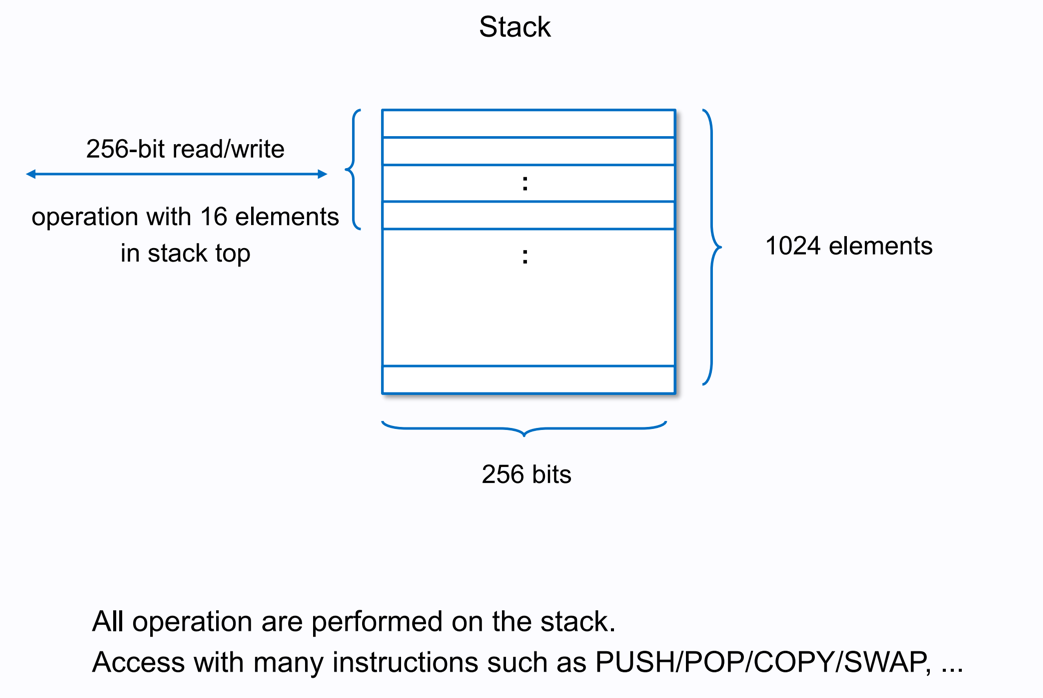 Stack
256-bit read/write
operation with 16 elements
in stack top
:
:
1024 elements
256 bits
All operation are performed on the stack.
Access with many instructions such as PUSH/POP/COPY/SWAP, ...